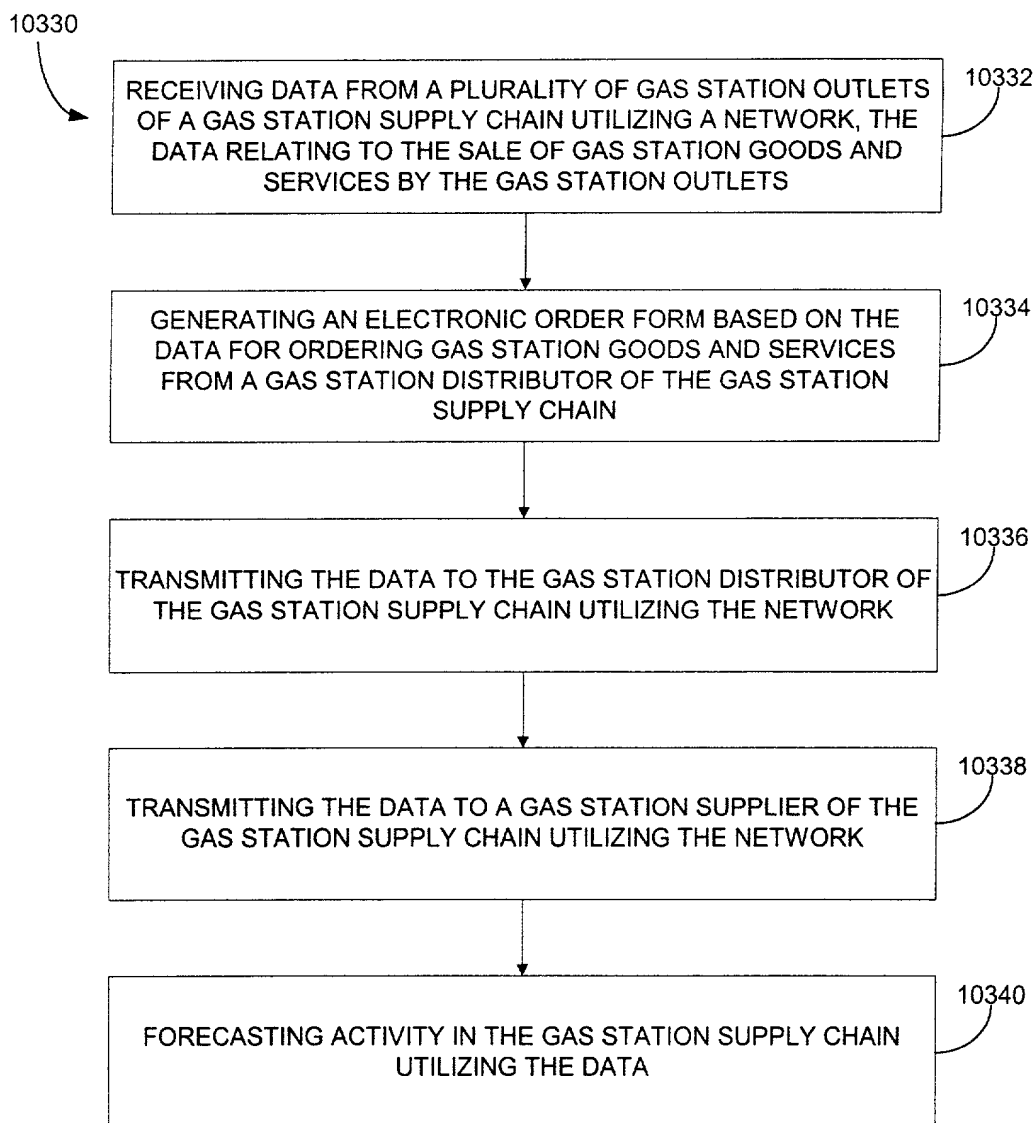 10330
10332
RECEIVING DATA FROM A PLURALITY OF GAS STATION OUTLETS
OF A GAS STATION SUPPLY CHAIN UTILIZING A NETWORK, THE
DATA RELATING TO THE SALE OF GAS STATION GOODS AND
SERVICES BY THE GAS STATION OUTLETS
10334
GENERATING AN ELECTRONIC ORDER FORM BASED ON THE
DATA FOR ORDERING GAS STATION GOODS AND SERVICES
FROM A GAS STATION DISTRIBUTOR OF THE GAS STATION
SUPPLY CHAIN
10336
TRANSMITTING THE DATA TO THE GAS STATION DISTRIBUTOR OF
THE GAS STATION SUPPLY CHAIN UTILIZING THE NETWORK
10338
TRANSMITTING THE DATA TO A GAS STATION SUPPLIER OF THE
GAS STATION SUPPLY CHAIN UTILIZING THE NETWORK
10340
FORECASTING ACTIVITY IN THE GAS STATION SUPPLY CHAIN
UTILIZING THE DATA